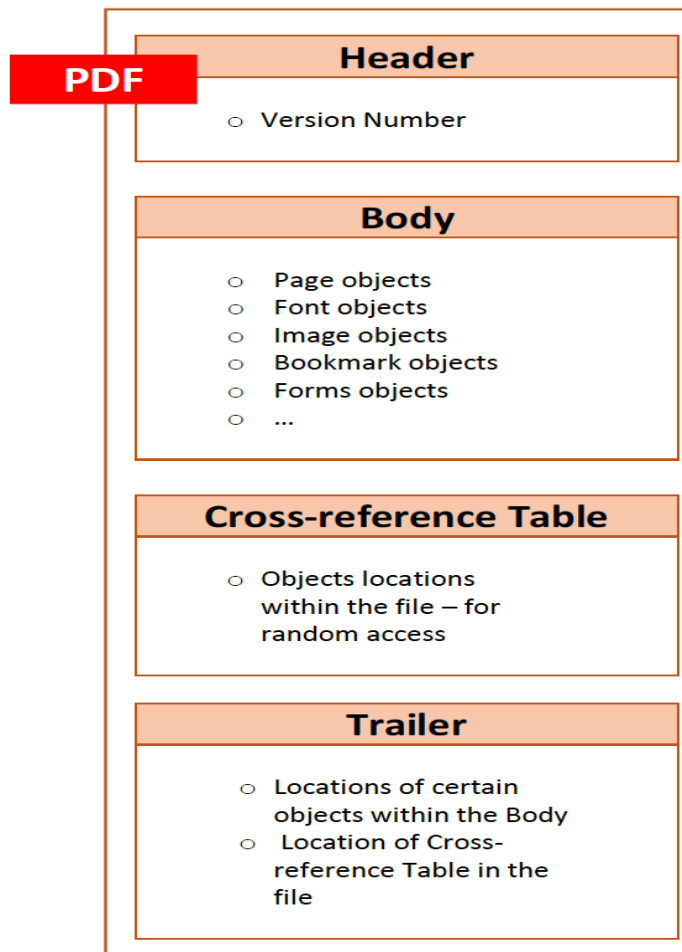 PDF
Header
○ Version Number
Body
○ Page objects
○ Font objects
○ Image objects
○ Bookmark objects
○ Forms objects
○ ...
Cross-reference Table
○ Objects locations
within the file – for
random access
Trailer
○ Locations of certain
objects within the Body
○ Location of Cross-
reference Table in the
file